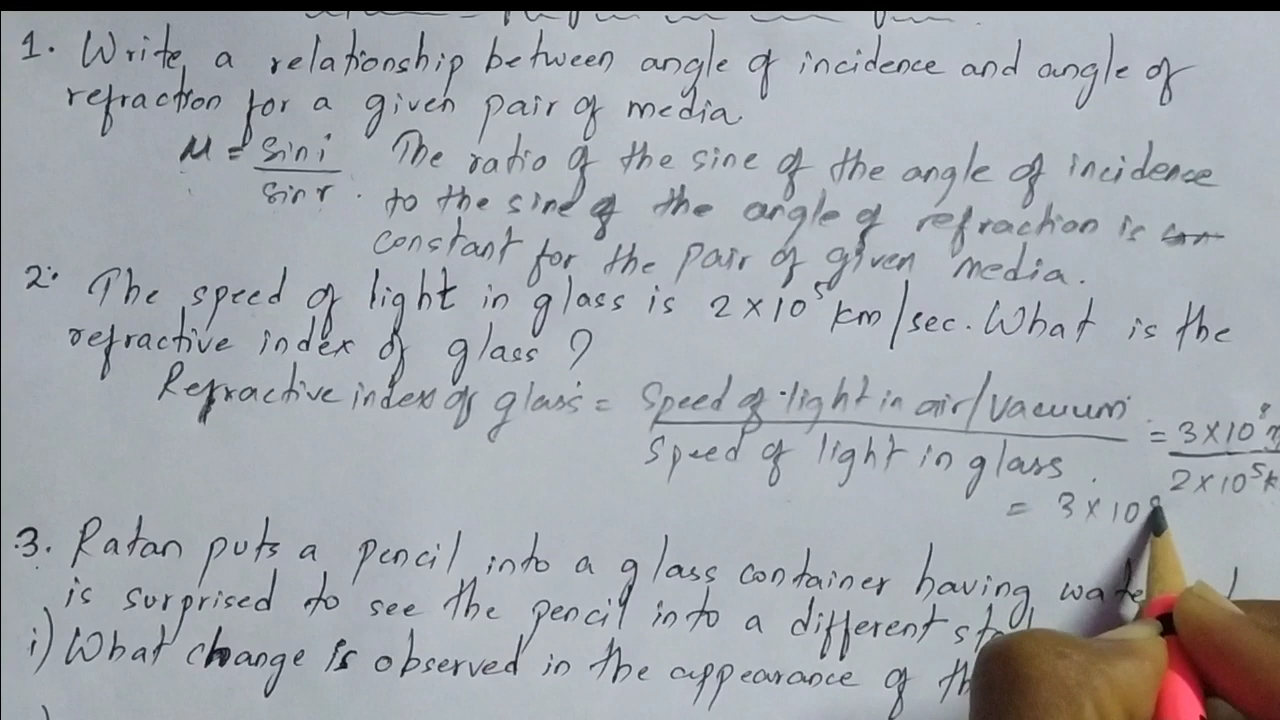 1. Write a relationship between angle of incidence and angle of
refraction for a given pair of media.
μ = sin i / sin r. The ratio of the sine of the angle of incidence
to the sine of the angle of refraction is
constant for the pair of given media.
2. The speed of light in glass is 2×10⁵ km/sec. What is the
refractive index of glass?
Refractive index of glass = Speed of light in air/vacuum / Speed of light in glass = 3×10⁸ / 2×10⁵
= 3×10
3. Ratan puts a pencil into a glass container having
is surprised to see the pencil into a different
i) What change is observed in the appearance of